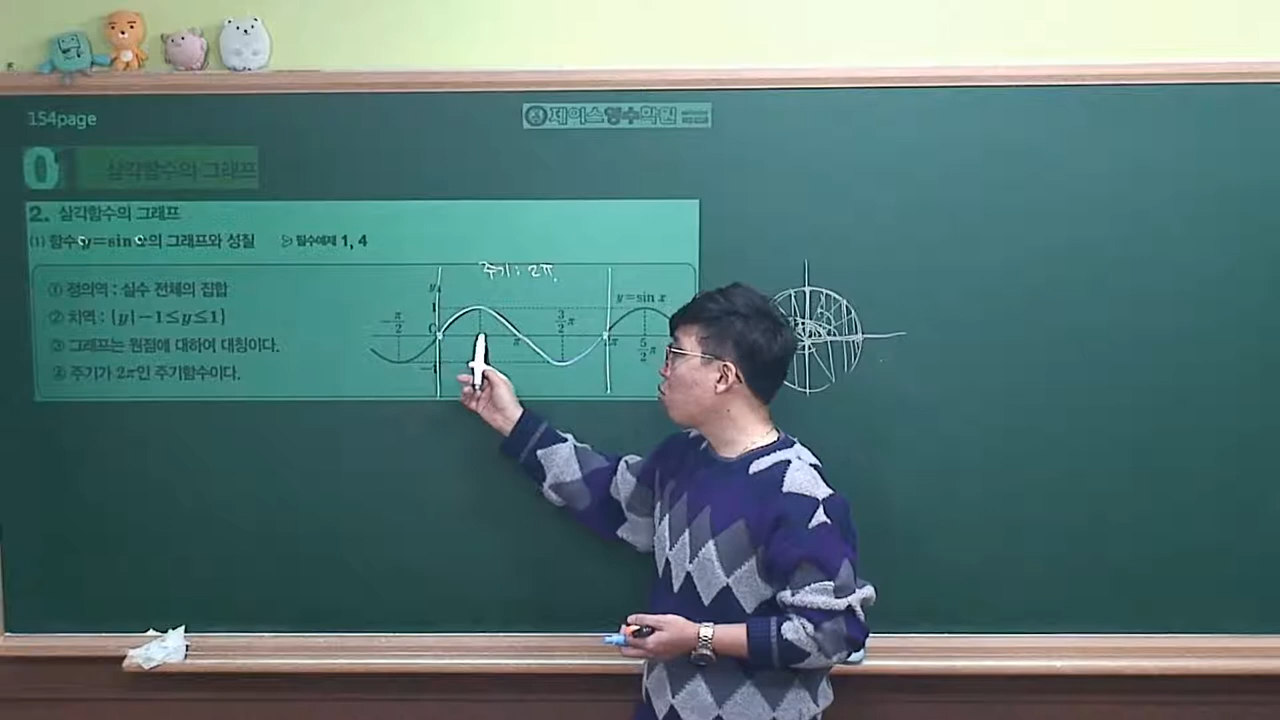 154page
제이스영수학원
0
삼각함수의 그래프
2. 삼각함수의 그래프
(1) 함수 y=sin x의 그래프와 성질 필수예제 1, 4
① 정의역 : 실수 전체의 집합
② 치역 : {y|-1≤y≤1}
③ 그래프는 원점에 대하여 대칭이다.
④ 주기가 2π인 주기함수이다.
주기: 2π.
y
y=sin x
1
-π/2
0
π
3/2 π
π
5/2 π
-1